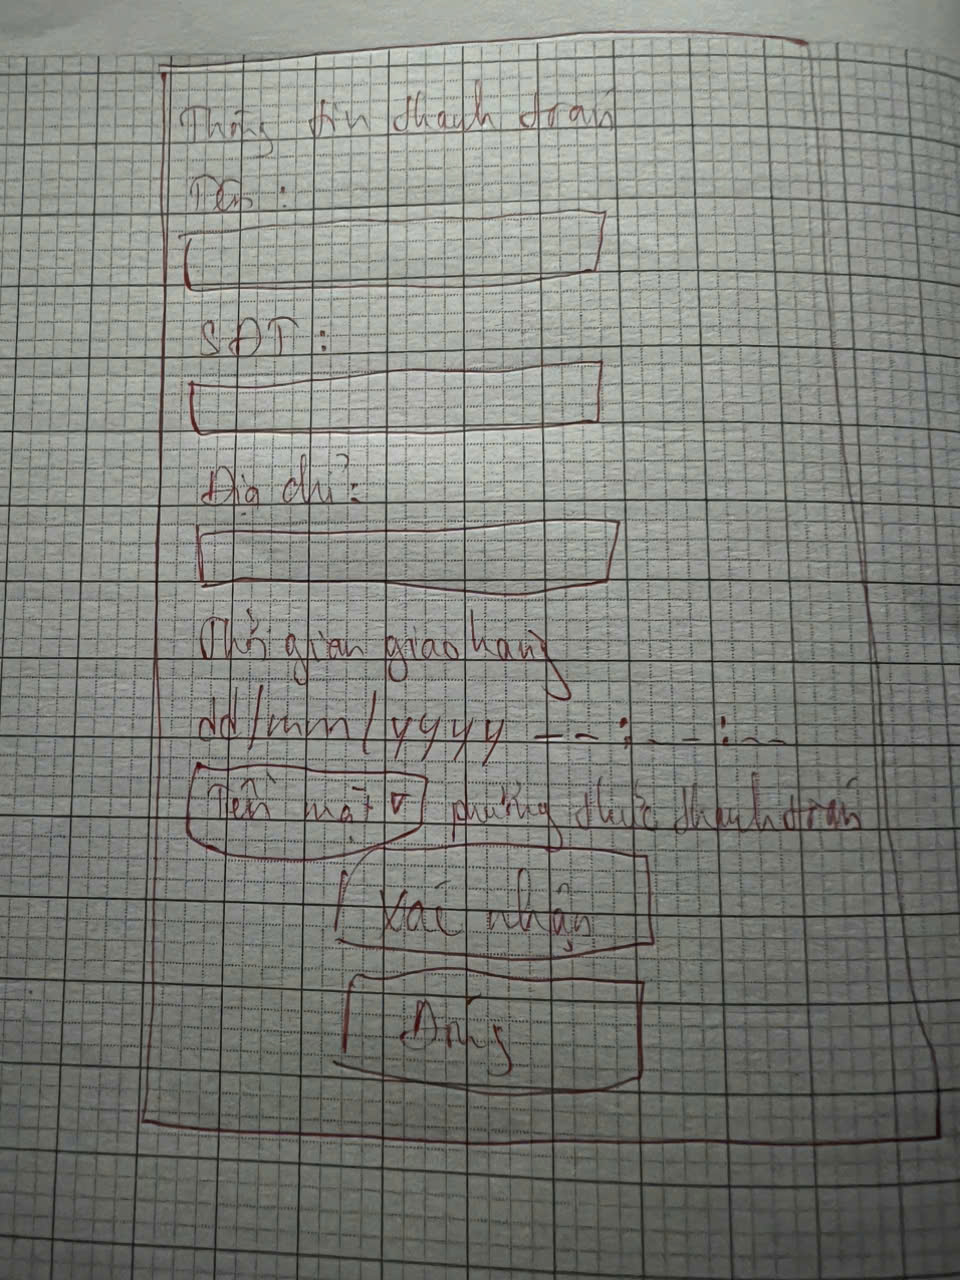 Thông tin thanh toán
Tên :
SĐT :
Địa chỉ :
Thời gian giao hàng
dd/mm/yyyy --:--:--
Tiền mặt ▿ phương thức thanh toán
Xác nhận
Đóng